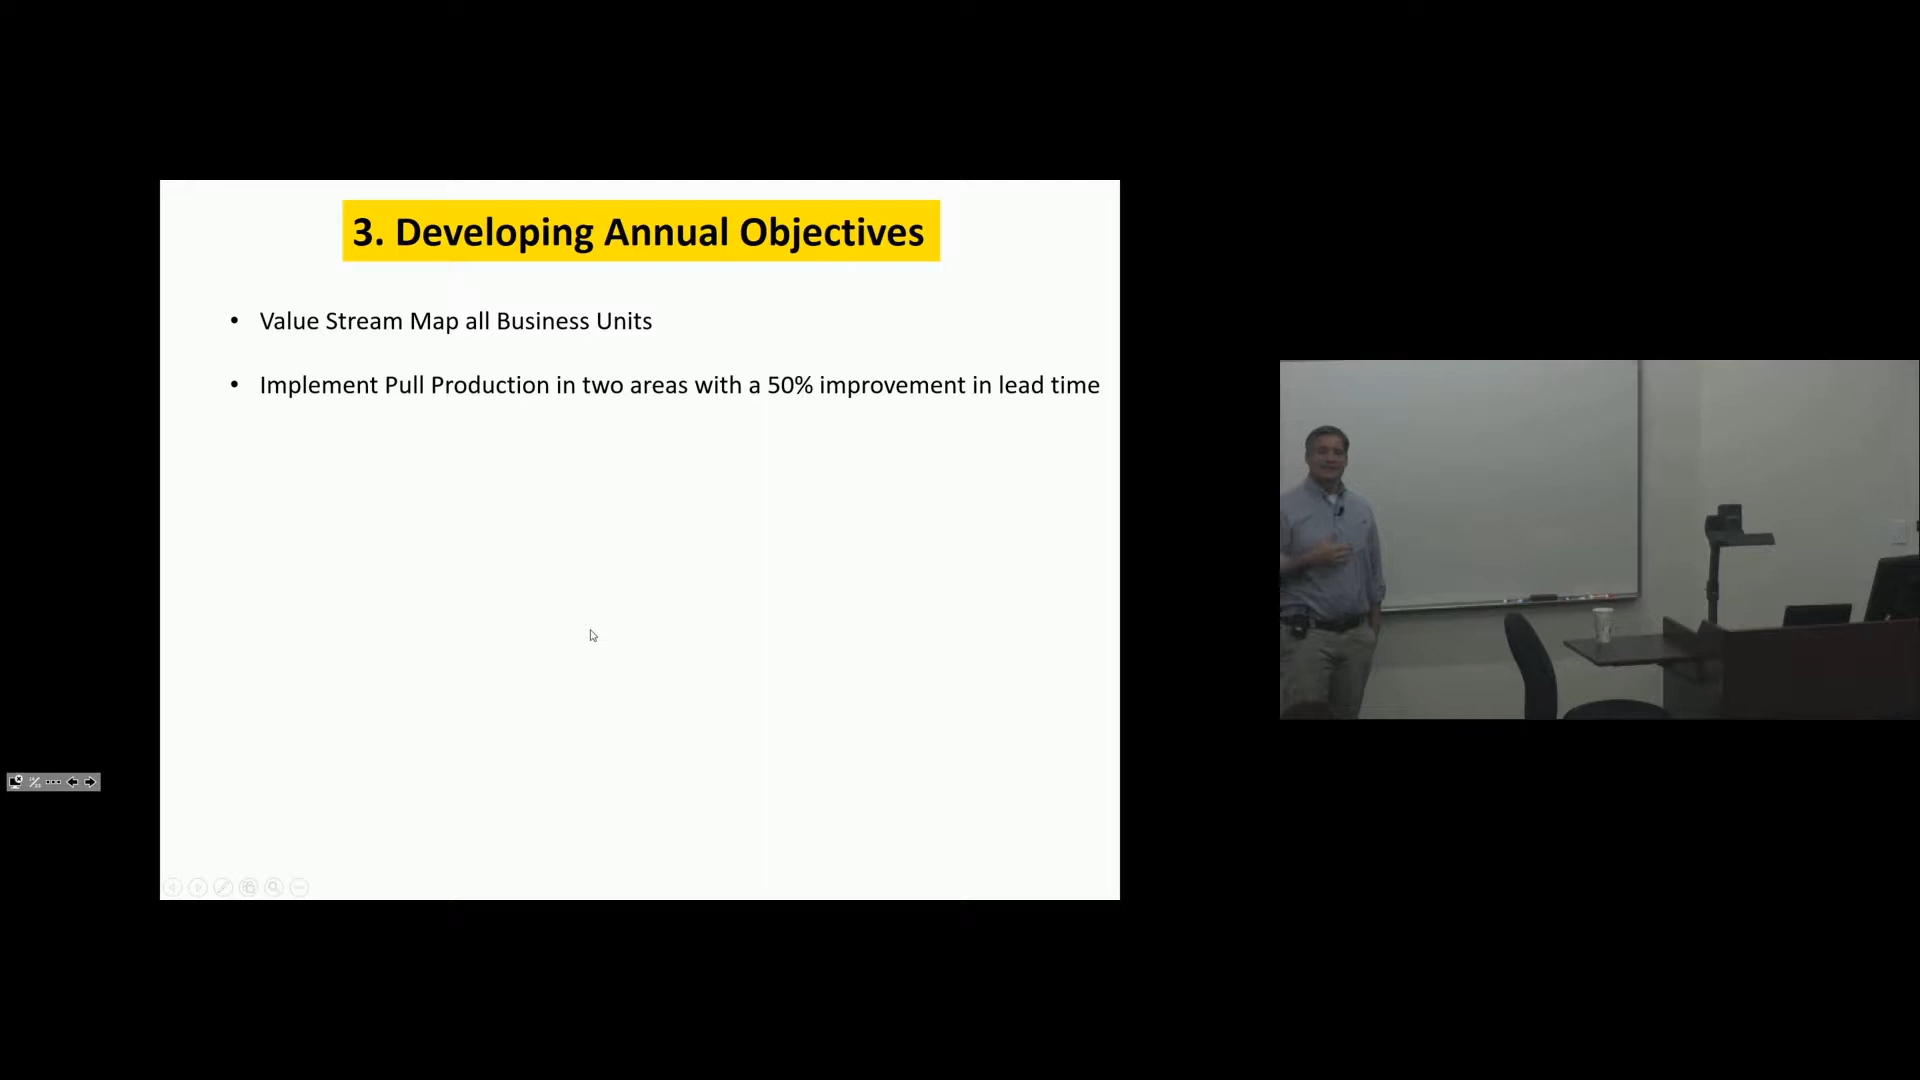 3. Developing Annual Objectives
• Value Stream Map all Business Units
• Implement Pull Production in two areas with a 50% improvement in lead time